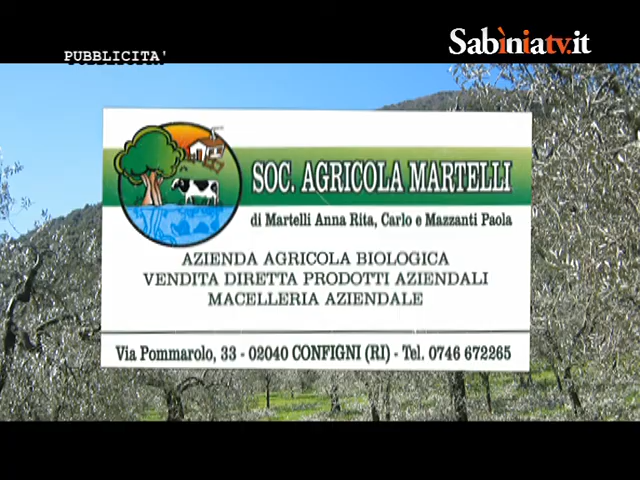 PUBBLICITA'
Sabìniatv.it
SOC. AGRICOLA MARTELLI
di Martelli Anna Rita, Carlo e Mazzanti Paola
AZIENDA AGRICOLA BIOLOGICA
VENDITA DIRETTA PRODOTTI AZIENDALI
MACELLERIA AZIENDALE
Via Pommarolo, 33 - 02040 CONFIGNI (RI) - Tel. 0746 672265